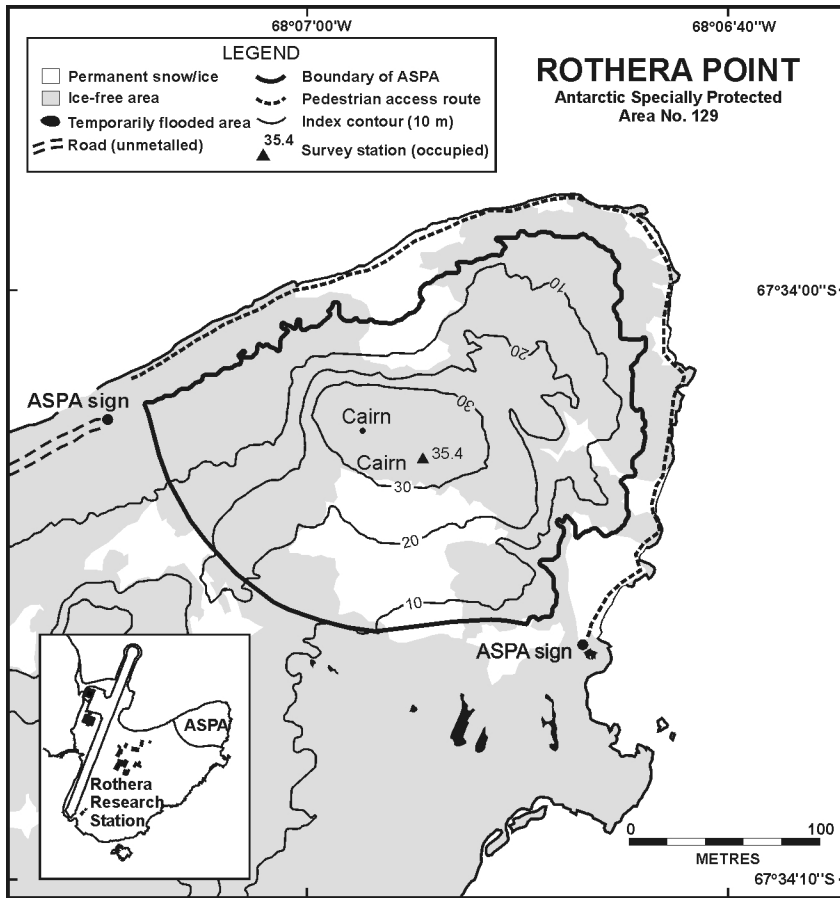 68°07'00'W
68°06'40"W
LEGEND
Permanent snow/ice
Ice-free area
Temporarily flooded area
Road (unmetalled)
Boundary of ASPA
Pedestrian access route
Index contour (10 m)
35.4
Survey station (occupied)
ROTHERA POINT
Antarctic Specially Protected
Area No. 129
67°34'00"S
10
20
30
ASPA sign
Cairn
Cairn
35.4
30
20
10
ASPA sign
ASPA
Rothera
Research
Station
0
100
METRES
67°34'10"S